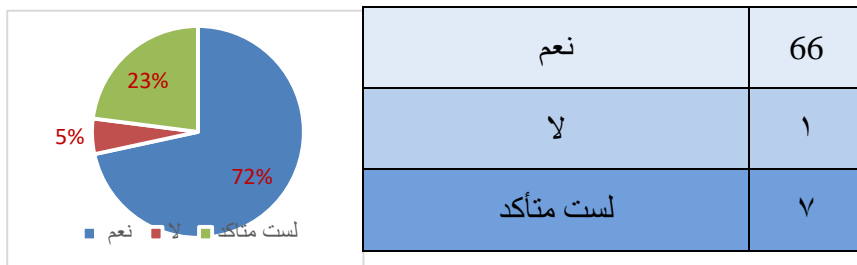 23%
5%
72%
نعم لا لست متأكد
نعم 66
لا ١
لست متأكد ٧